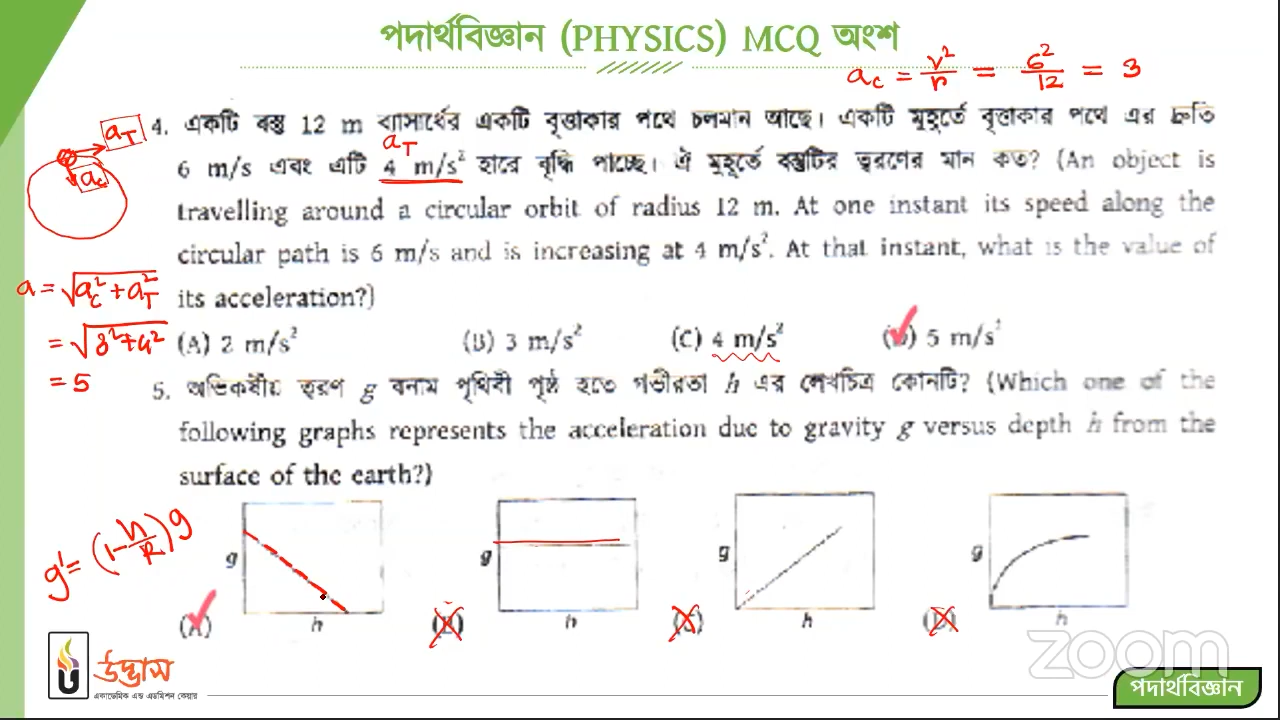 পদার্থবিজ্ঞান (PHYSICS) MCQ অংশ
a_c = v²/r = 6²/12 = 3
a_T
a_c
a_T
4. একটি বস্তু 12 m ব্যাসার্ধের একটি বৃত্তাকার পথে চলমান আছে। একটি মুহূর্তে বৃত্তাকার পথে এর দ্রুতি
6 m/s এবং এটি 4 m/s² হারে বৃদ্ধি পাচ্ছে। ঐ মুহূর্তে বস্তুটির ত্বরণের মান কত? (An object is
travelling around a circular orbit of radius 12 m. At one instant its speed along the
circular path is 6 m/s and is increasing at 4 m/s². At that instant, what is the value of
its acceleration?)
a = √(a_c² + a_T²)
= √(3²+4²)
= 5
(A) 2 m/s² (B) 3 m/s² (C) 4 m/s² (D) 5 m/s²
5. অভিকর্ষীয় ত্বরণ g বনাম পৃথিবী পৃষ্ঠ হতে গভীরতা h এর লেখচিত্র কোনটি? (Which one of the
following graphs represents the acceleration due to gravity g versus depth h from the
surface of the earth?)
g' = (1-h/R)g
g g g g
(A) h (B) h (C) h (D) h
zoom
উদ্ভাস
একাডেমিক এন্ড এডমিশন কেয়ার
পদার্থবিজ্ঞান